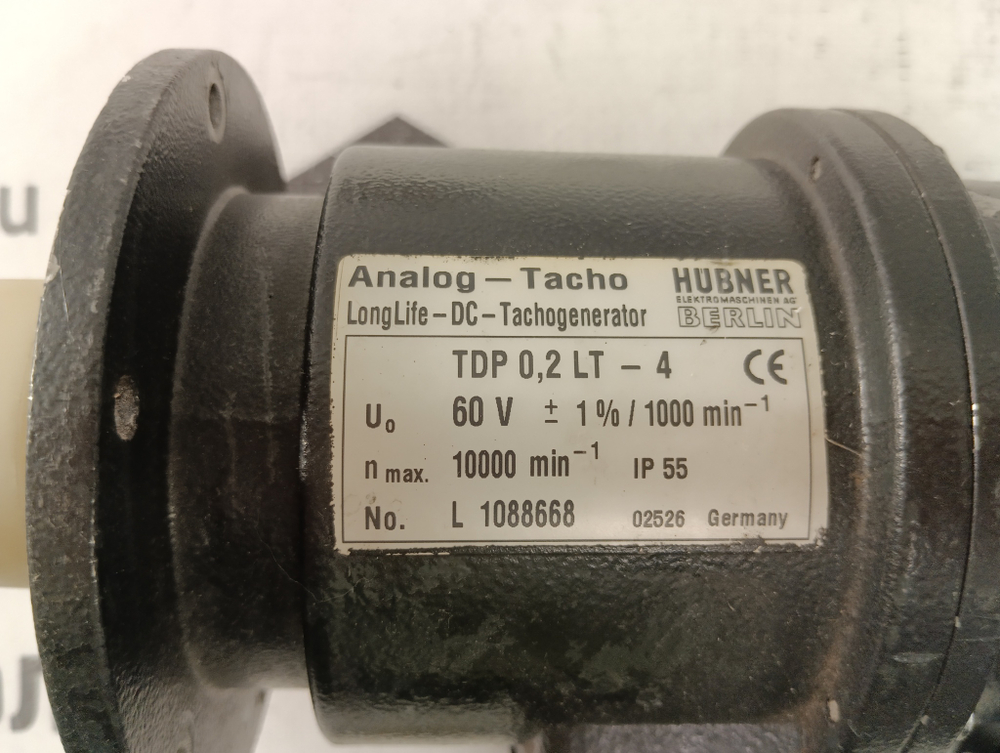 Analog – Tacho
HÜBNER
ELEKTROMASCHINEN AG
BERLIN
LongLife – DC – Tachogenerator
TDP 0,2 LT – 4 CE
U₀ 60 V ± 1 % / 1000 min⁻¹
n max. 10000 min⁻¹ IP 55
No. L 1088668 02526 Germany